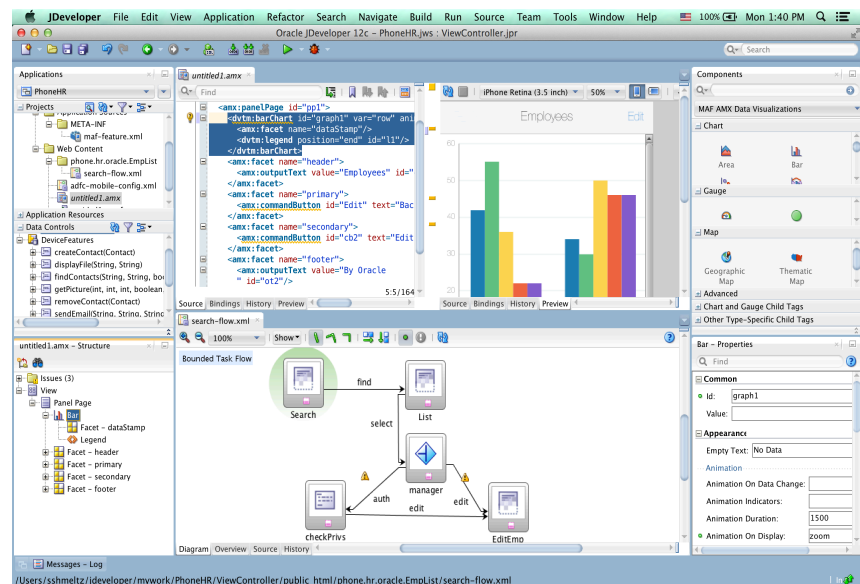 JDeveloper File Edit View Application Refactor Search Navigate Build Run Source Team Tools Window Help 100% Mon 1:40 PM
Oracle JDeveloper 12c – PhoneHR.jws : ViewController.jpr
Search
Applications
PhoneHR
Projects
Application Sources
META-INF
maf-feature.xml
Web Content
phone.hr.oracle.EmpList
search-flow.xml
adfc-mobile-config.xml
untitled1.amx
Application Resources
Data Controls
DeviceFeatures
createContact(Contact)
displayFile(String, String)
findContacts(String, String, boo
getPicture(int, int, int, boolean,
removeContact(Contact)
sendEmail(String, String, String
untitled1.amx – Structure
Issues (3)
View
Panel Page
Bar
Facet – dataStamp
Legend
Facet – header
Facet – primary
Facet – secondary
Facet – footer
untitled1.amx
Find
<amx:panelPage id="pp1">
<dvtm:barChart id="graph1" var="row" ani
<amx:facet name="dataStamp"/>
<dvtm:legend position="end" id="l1"/>
</dvtm:barChart>
<amx:facet name="header">
<amx:outputText value="Employees" id="
</amx:facet>
<amx:facet name="primary">
<amx:commandButton id="Edit" text="Bac
</amx:facet>
<amx:facet name="secondary">
<amx:commandButton id="cb2" text="Edit
</amx:facet>
<amx:facet name="footer">
<amx:outputText value="By Oracle
" id="ot2"/>
5:5/164
Source Bindings History Preview
iPhone Retina (3.5 inch) 50%
Employees Edit
60
50
40
30
20
Source Bindings History Preview
search-flow.xml
100% Show
Bounded Task Flow
Search
find
List
select
manager
auth
edit
edit
checkPrivs
EditEmp
Diagram Overview Source History
Components
MAF AMX Data Visualizations
Chart
Area Bar
Gauge
Map
Geographic Map
Thematic Map
Advanced
Chart and Gauge Child Tags
Other Type-Specific Child Tags
Bar – Properties
Find
Common
Id: graph1
Value:
Appearance
Empty Text: No Data
Animation
Animation On Data Change:
Animation Indicators:
Animation Duration: 1500
Animation On Display: zoom
Messages – Log
/Users/sshmeltz/jdeveloper/mywork/PhoneHR/ViewController/public_html/phone.hr.oracle.EmpList/search-flow.xml